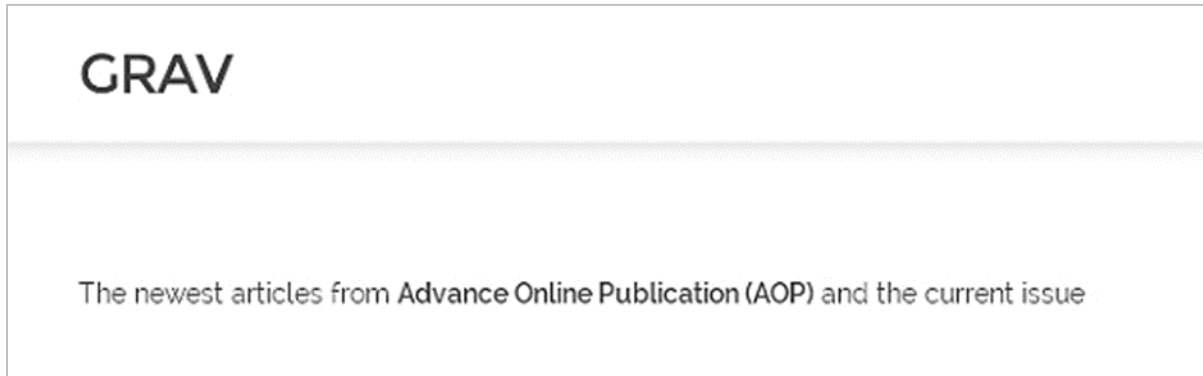 GRAV
The newest articles from Advance Online Publication (AOP) and the current issue